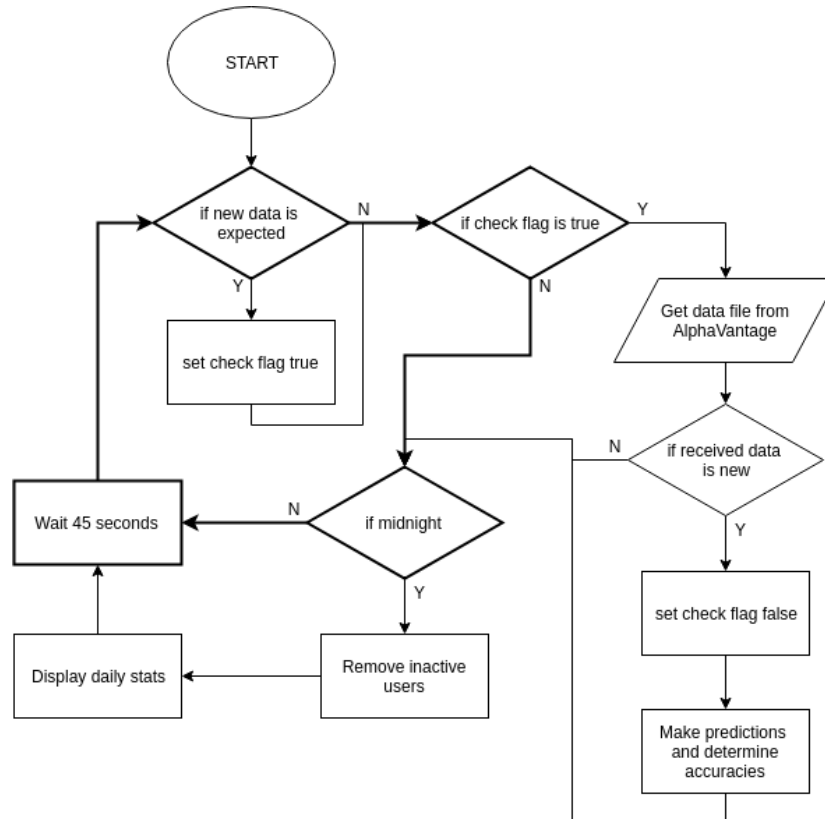 START
if new data is
expected
N
if check flag is true
Y
Y
N
set check flag true
Get data file from
AlphaVantage
N
if received data
is new
Wait 45 seconds
N
if midnight
Y
Y
set check flag false
Display daily stats
Remove inactive
users
Make predictions
and determine
accuracies